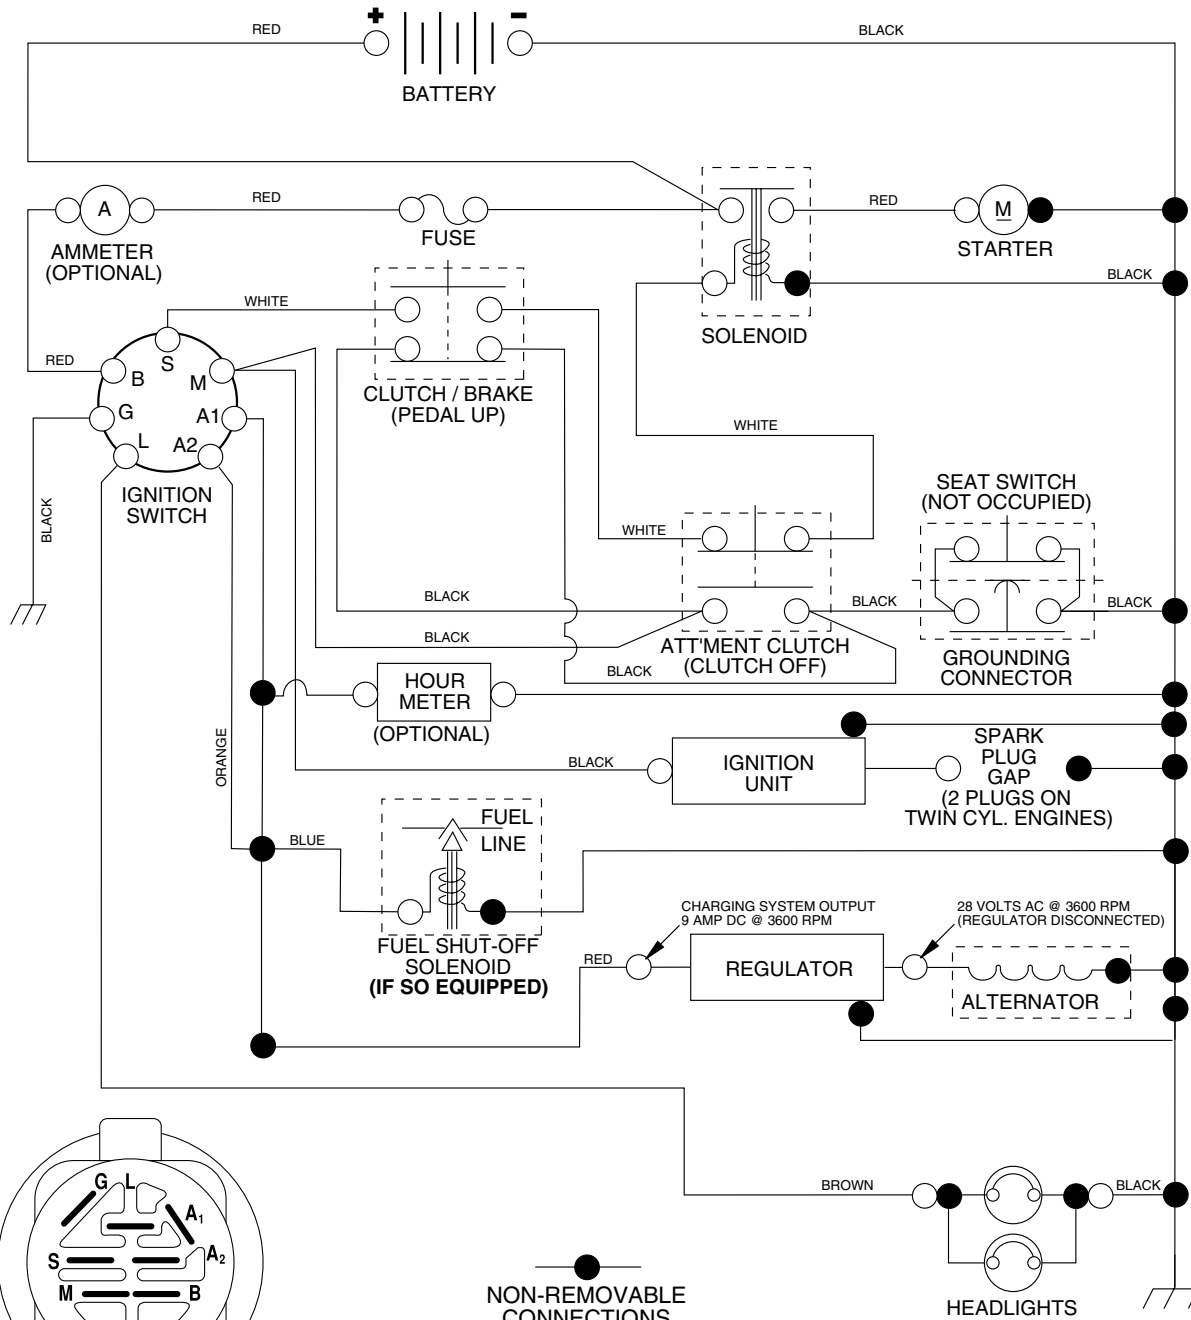 +
-
RED
BLACK
BATTERY
A
RED
RED
M
FUSE
AMMETER
(OPTIONAL)
STARTER
BLACK
WHITE
SOLENOID
RED
S
B
M
CLUTCH / BRAKE
(PEDAL UP)
G
A1
L
A2
WHITE
IGNITION
SWITCH
BLACK
SEAT SWITCH
(NOT OCCUPIED)
WHITE
BLACK
BLACK
BLACK
BLACK
ATT'MENT CLUTCH
(CLUTCH OFF)
GROUNDING
CONNECTOR
BLACK
HOUR
METER
(OPTIONAL)
ORANGE
BLACK
IGNITION
UNIT
SPARK
PLUG
GAP
(2 PLUGS ON
TWIN CYL. ENGINES)
BLUE
FUEL
LINE
FUEL SHUT-OFF
SOLENOID
(IF SO EQUIPPED)
CHARGING SYSTEM OUTPUT
9 AMP DC @ 3600 RPM
28 VOLTS AC @ 3600 RPM
(REGULATOR DISCONNECTED)
RED
REGULATOR
ALTERNATOR
BROWN
BLACK
HEADLIGHTS
G L
A1
S
A2
M
B
NON-REMOVABLE
CONNECTIONS